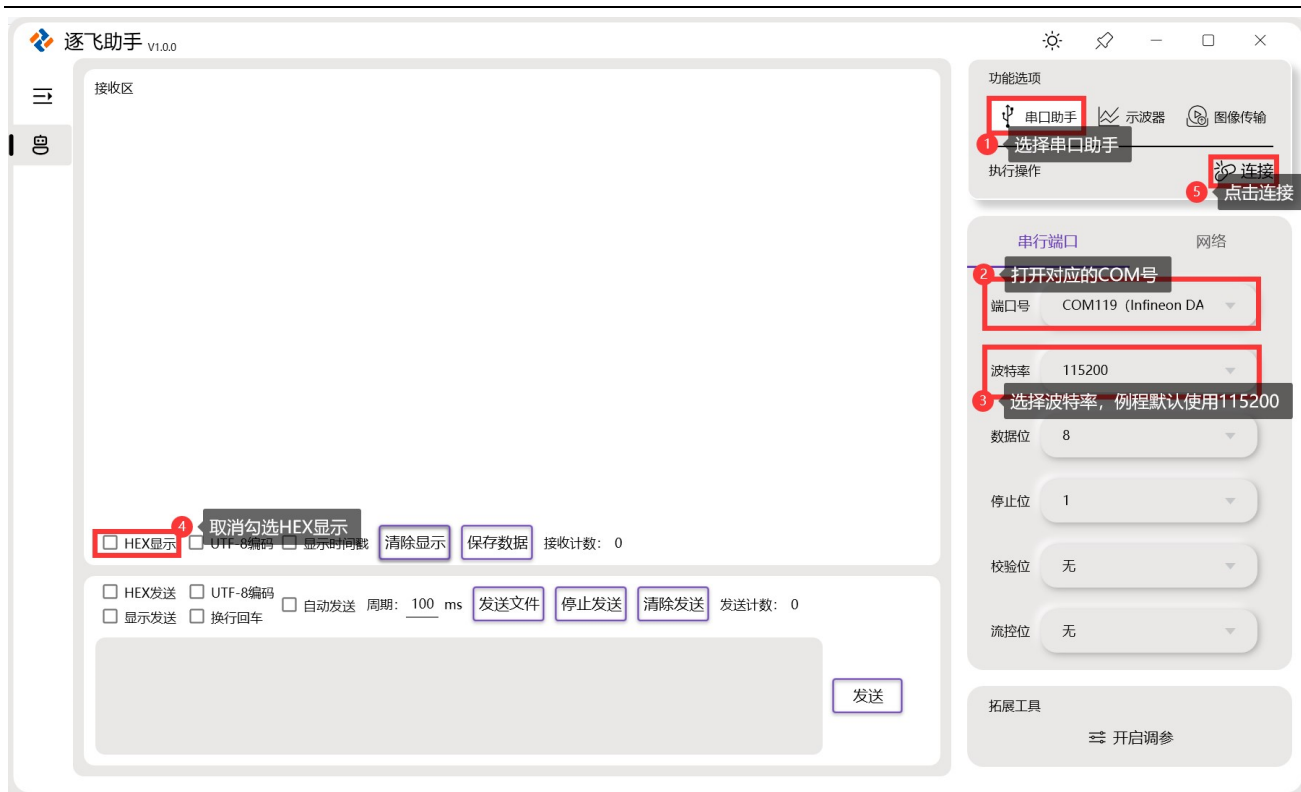 逐飞助手 V1.0.0
接收区
功能选项
串口助手 示波器 图像传输
1 选择串口助手
执行操作 连接
5 点击连接
串行端口 网络
2 打开对应的COM号
端口号 COM119 (Infineon DA
波特率 115200
3 选择波特率，例程默认使用115200
数据位 8
停止位 1
校验位 无
流控位 无
拓展工具
开启调参
4 取消勾选HEX显示
HEX显示 UTF-8编码 显示时间戳 清除显示 保存数据 接收计数: 0
HEX发送 UTF-8编码
显示发送 换行回车
自动发送 周期: 100 ms 发送文件 停止发送 清除发送 发送计数: 0
发送